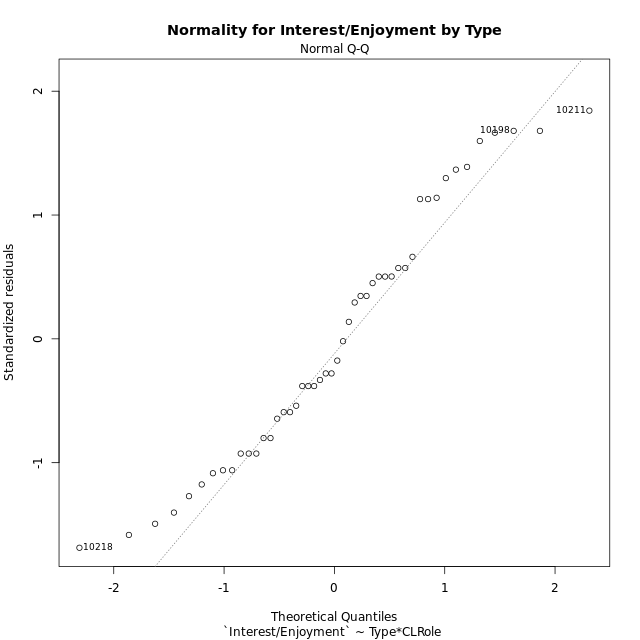 Normality for Interest/Enjoyment by Type
Normal Q-Q
2
1
0
-1
Standardized residuals
10211
10198
10218
-2 -1 0 1 2
Theoretical Quantiles
`Interest/Enjoyment` ~ Type*CLRole